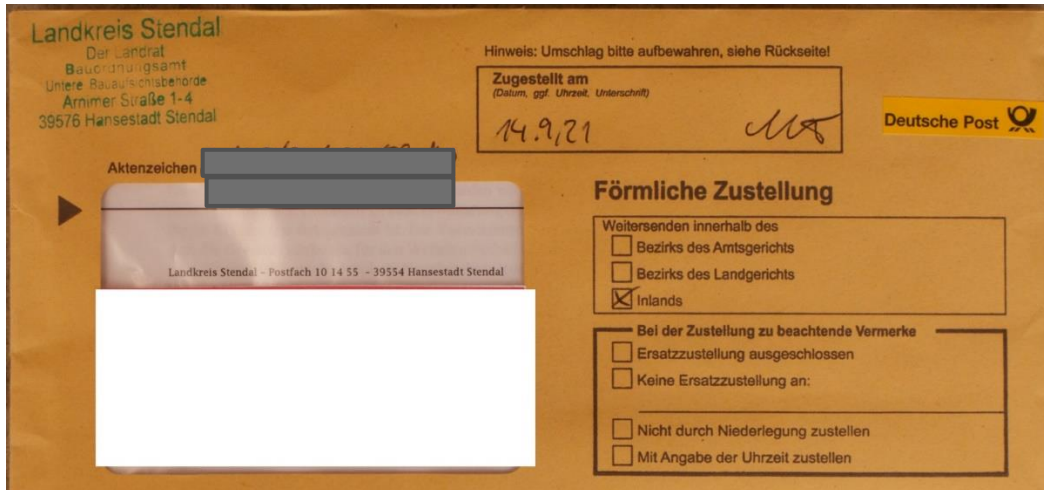 Landkreis Stendal
Der Landrat
Bauordnungsamt
Untere Bauaufsichtsbehörde
Arnimer Straße 1-4
39576 Hansestadt Stendal
Hinweis: Umschlag bitte aufbewahren, siehe Rückseite!
Zugestellt am
(Datum, ggf. Uhrzeit, Unterschrift)
14.9,21
Deutsche Post
Aktenzeichen
Landkreis Stendal - Postfach 10 14 55 - 39554 Hansestadt Stendal
Förmliche Zustellung
Weitersenden innerhalb des
Bezirks des Amtsgerichts
Bezirks des Landgerichts
Inlands
Bei der Zustellung zu beachtende Vermerke
Ersatzzustellung ausgeschlossen
Keine Ersatzzustellung an:
Nicht durch Niederlegung zustellen
Mit Angabe der Uhrzeit zustellen